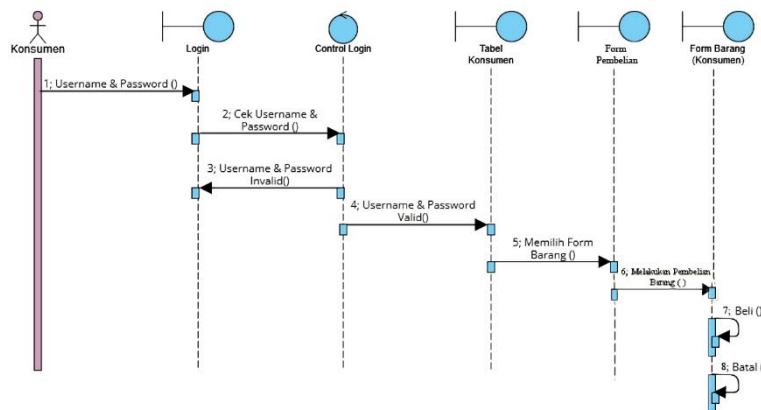 Konsumen
Login
Control Login
Tabel
Konsumen
Form
Pembelian
Form Barang
(Konsumen)
1; Username & Password ()
2; Cek Username &
Password ()
3; Username & Password
Invalid()
4; Username & Password
Valid()
5; Memilih Form
Barang ()
6; Melakukan Pembelian
Barang ( )
7; Beli ()
8; Batal (